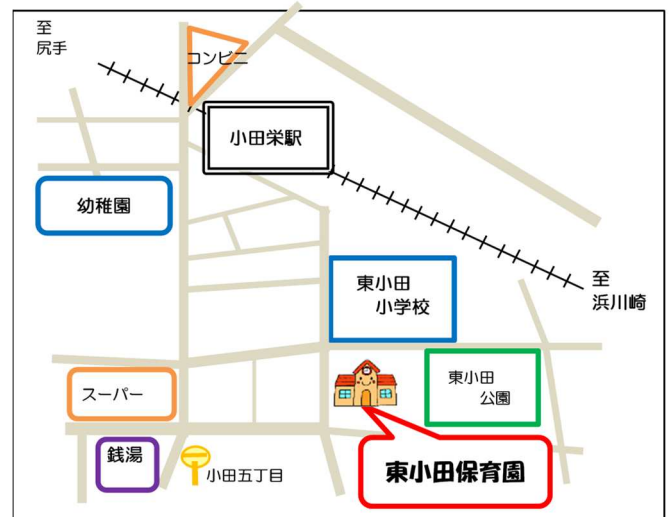 至
尻手
コンビニ
小田栄駅
幼稚園
至
浜川崎
東小田
小学校
スーパー
東小田
公園
銭湯
小田五丁目
東小田保育園